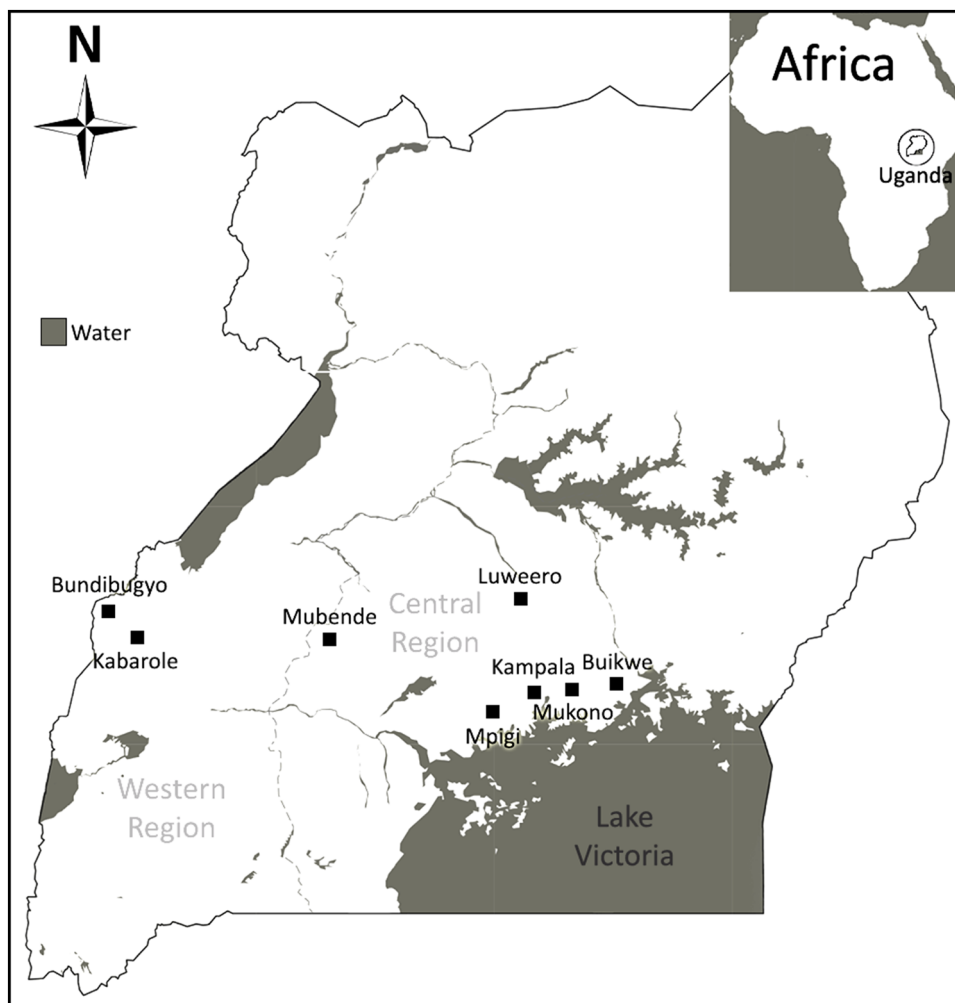 N
Africa
Uganda
Water
Bundibugyo
Kabarole
Mubende
Luweero
Central
Region
Kampala
Buikwe
Mukono
Mpigi
Western
Region
Lake
Victoria